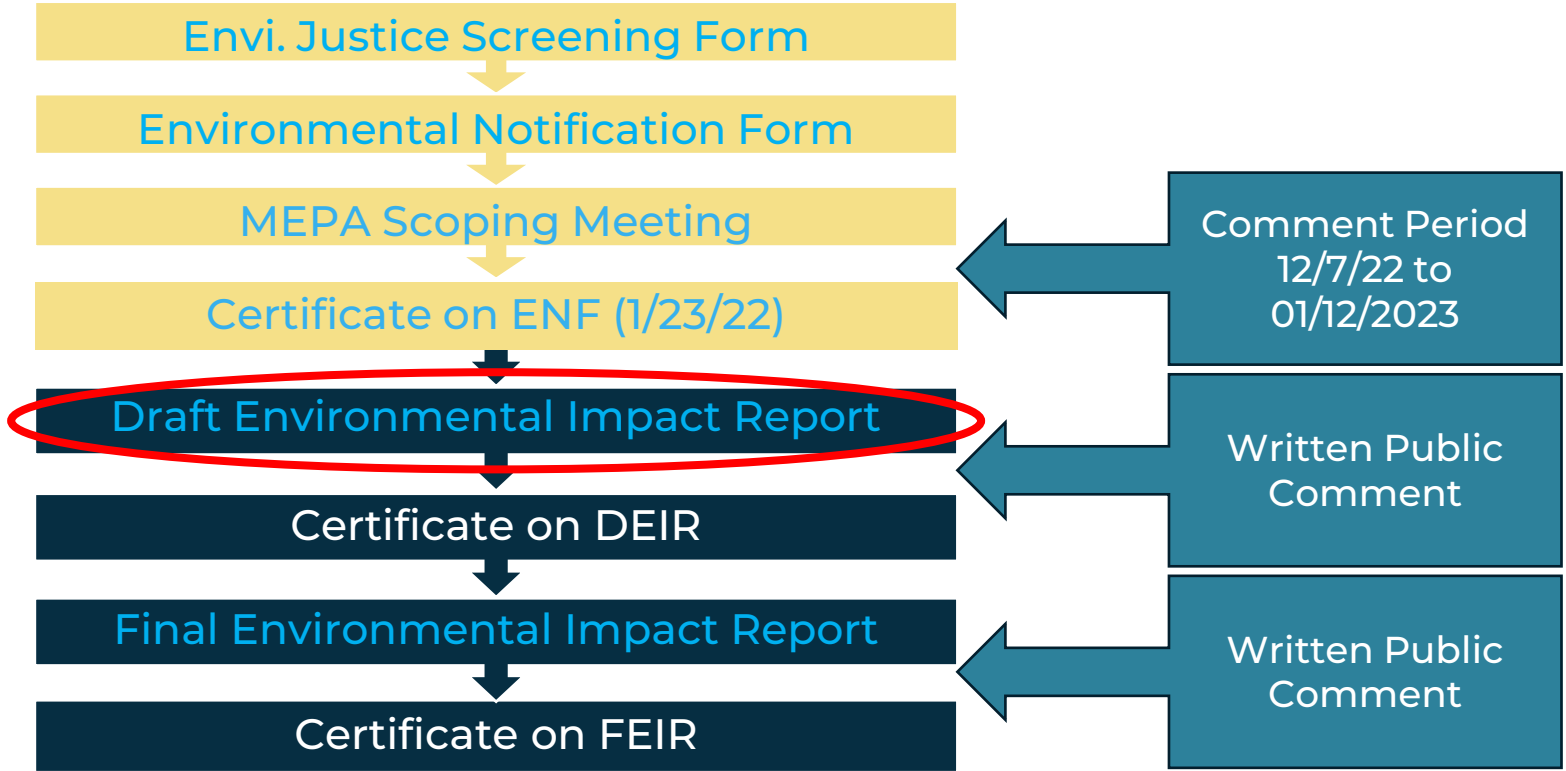 Envi. Justice Screening Form
Environmental Notification Form
MEPA Scoping Meeting
Certificate on ENF (1/23/22)
Comment Period
12/7/22 to
01/12/2023
Draft Environmental Impact Report
Written Public
Comment
Certificate on DEIR
Final Environmental Impact Report
Written Public
Comment
Certificate on FEIR